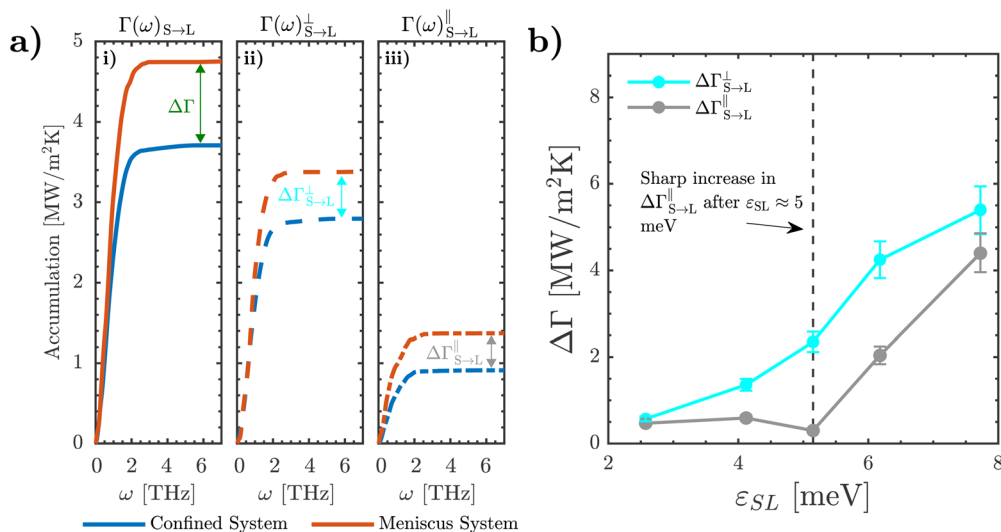 a)
Γ(ω)S→L
Γ(ω)⊥S→L
Γ(ω)∥S→L
i)
ii)
iii)
Accumulation [MW/m²K]
5
4
3
2
1
0
ΔΓ
ΔΓ⊥S→L
ΔΓ∥S→L
0 2 4 6
0 2 4 6
0 2 4 6
ω [THz]
ω [THz]
ω [THz]
Confined System
Meniscus System
b)
ΔΓ [MW/m²K]
8
6
4
2
0
ΔΓ⊥S→L
ΔΓ∥S→L
Sharp increase in
ΔΓ∥S→L after εSL ≈ 5
meV
2 4 6 8
εSL [meV]